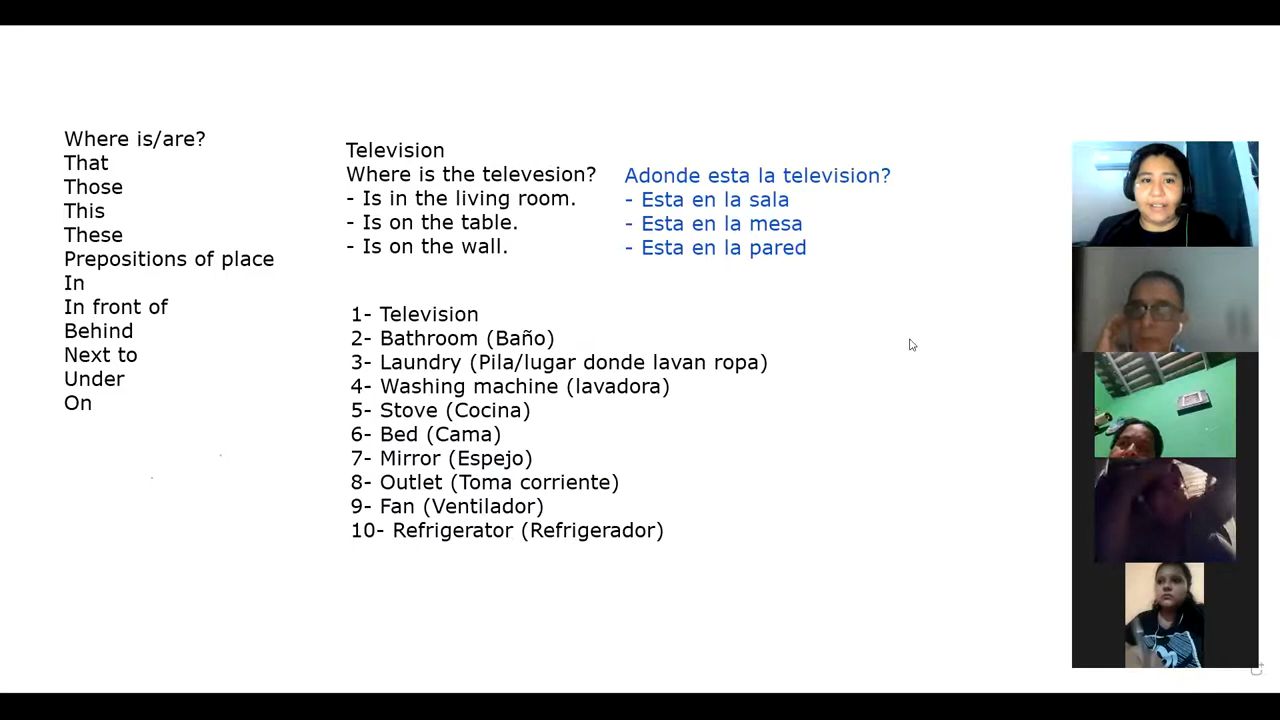 Where is/are?
That
Those
This
These
Prepositions of place
In
In front of
Behind
Next to
Under
On
Television
Where is the televesion?
- Is in the living room.
- Is on the table.
- Is on the wall.
Adonde esta la television?
- Esta en la sala
- Esta en la mesa
- Esta en la pared
1- Television
2- Bathroom (Baño)
3- Laundry (Pila/lugar donde lavan ropa)
4- Washing machine (lavadora)
5- Stove (Cocina)
6- Bed (Cama)
7- Mirror (Espejo)
8- Outlet (Toma corriente)
9- Fan (Ventilador)
10- Refrigerator (Refrigerador)